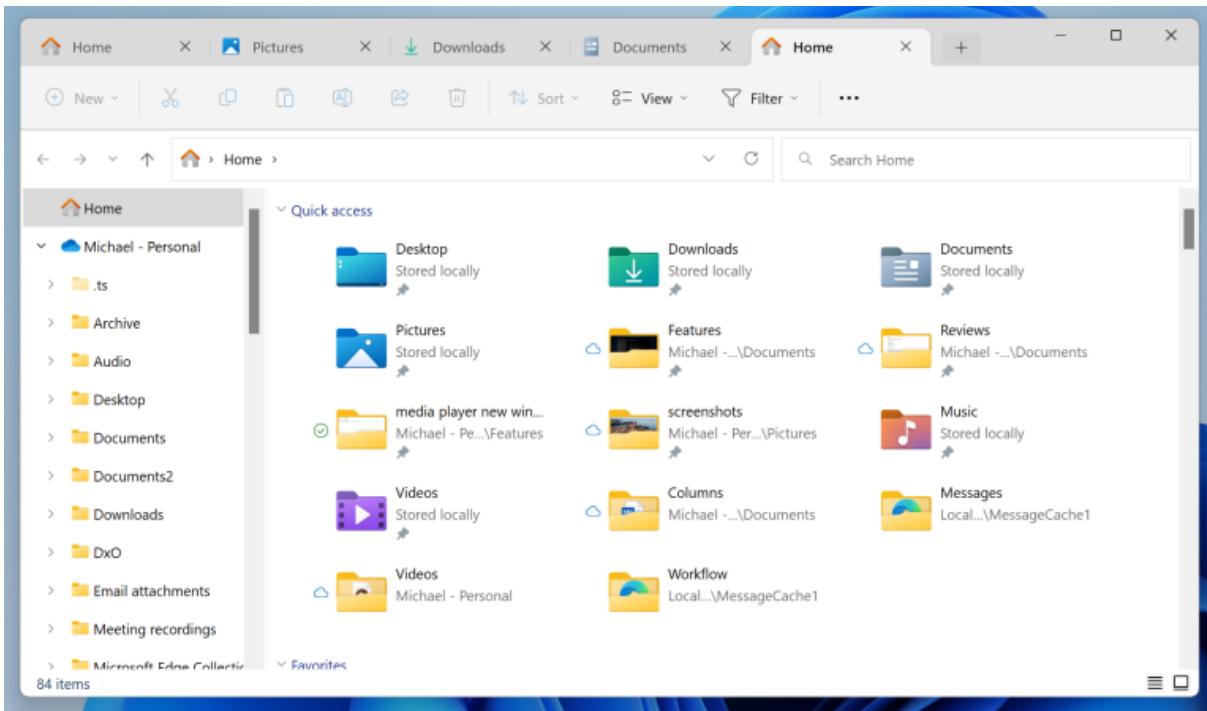 Home
Pictures
Downloads
Documents
Home
New
Sort
View
Filter
Home
Search Home
Home
Michael - Personal
.ts
Archive
Audio
Desktop
Documents
Documents2
Downloads
DxO
Email attachments
Meeting recordings
Microsoft Edge Collectic
Quick access
Desktop
Stored locally
Downloads
Stored locally
Documents
Stored locally
Pictures
Stored locally
Features
Michael -...\Documents
Reviews
Michael -...\Documents
media player new win...
Michael - Pe...\Features
screenshots
Michael - Per...\Pictures
Music
Stored locally
Videos
Stored locally
Columns
Michael -...\Documents
Messages
Local...\MessageCache1
Videos
Michael - Personal
Workflow
Local...\MessageCache1
Favorites
84 items